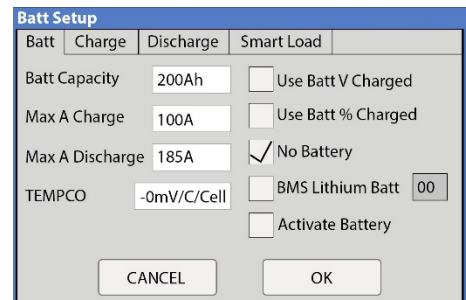 Batt Setup
Batt Charge Discharge Smart Load
Batt Capacity 200Ah Use Batt V Charged
Max A Charge 100A Use Batt % Charged
Max A Discharge 185A No Battery
TEMPCO -0mV/C/Cell BMS Lithium Batt 00
Activate Battery
CANCEL OK